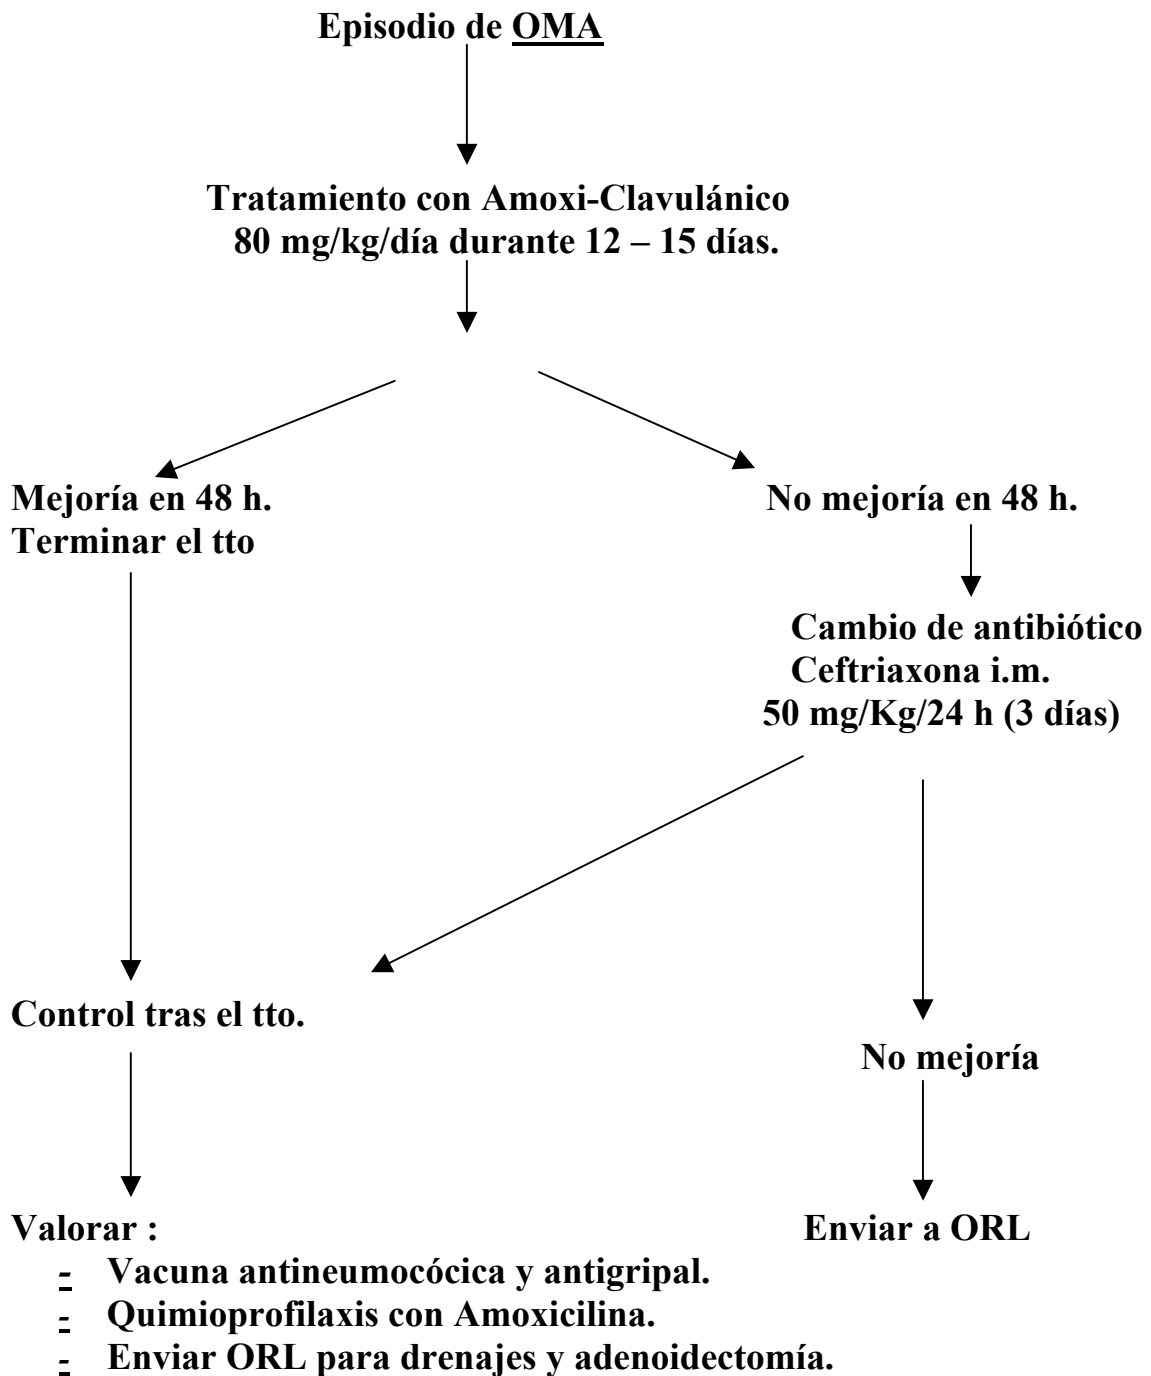 Episodio de OMA
Tratamiento con Amoxi-Clavulánico
80 mg/kg/día durante 12 – 15 días.
Mejoría en 48 h.
Terminar el tto
No mejoría en 48 h.
Cambio de antibiótico
Ceftriaxona i.m.
50 mg/Kg/24 h (3 días)
Control tras el tto.
No mejoría
Valorar :
- Vacuna antineumocócica y antigripal.
- Quimioprofilaxis con Amoxicilina.
- Enviar ORL para drenajes y adenoidectomía.
Enviar a ORL